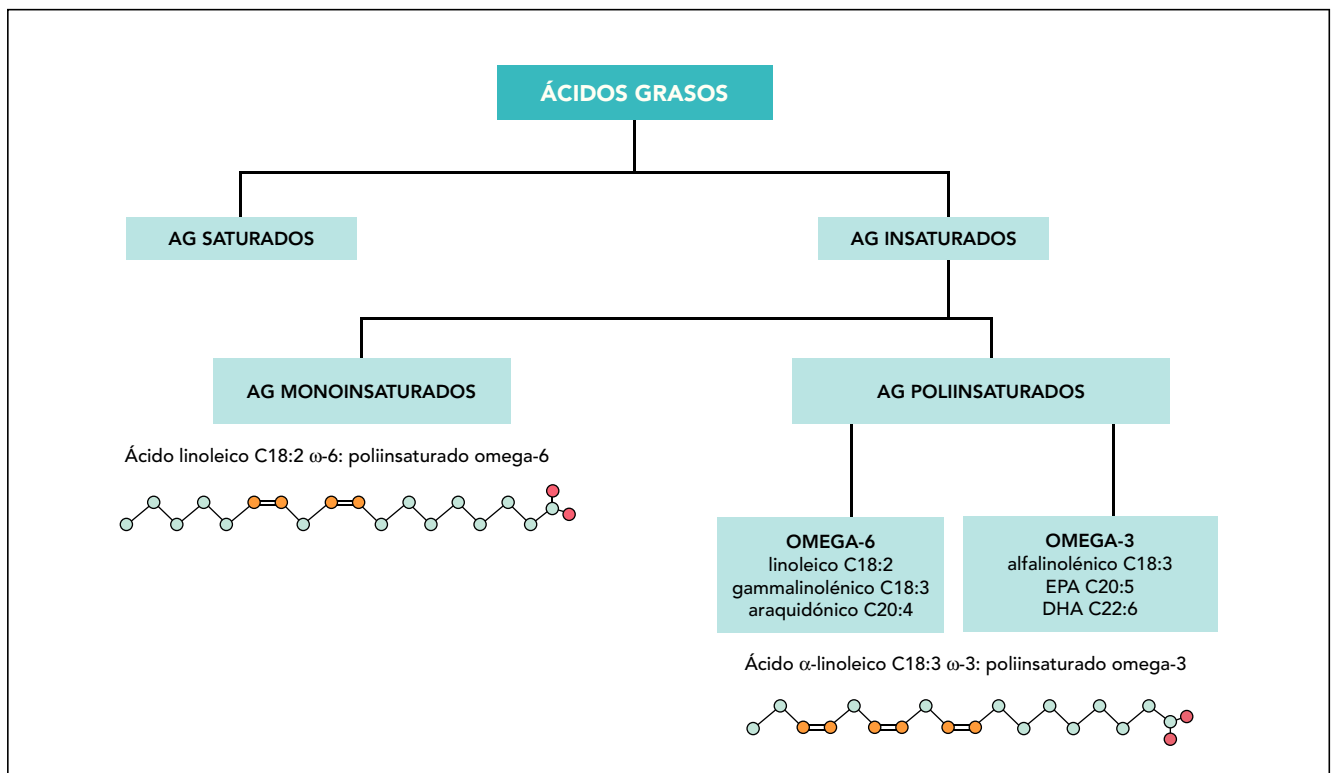 ÁCIDOS GRASOS
AG SATURADOS
AG INSATURADOS
AG MONOINSATURADOS
AG POLIINSATURADOS
Ácido linoleico C18:2 ω-6: poliinsaturado omega-6
OMEGA-6
linoleico C18:2
gammalinolénico C18:3
araquidónico C20:4
OMEGA-3
alfalinolénico C18:3
EPA C20:5
DHA C22:6
Ácido α-linoleico C18:3 ω-3: poliinsaturado omega-3